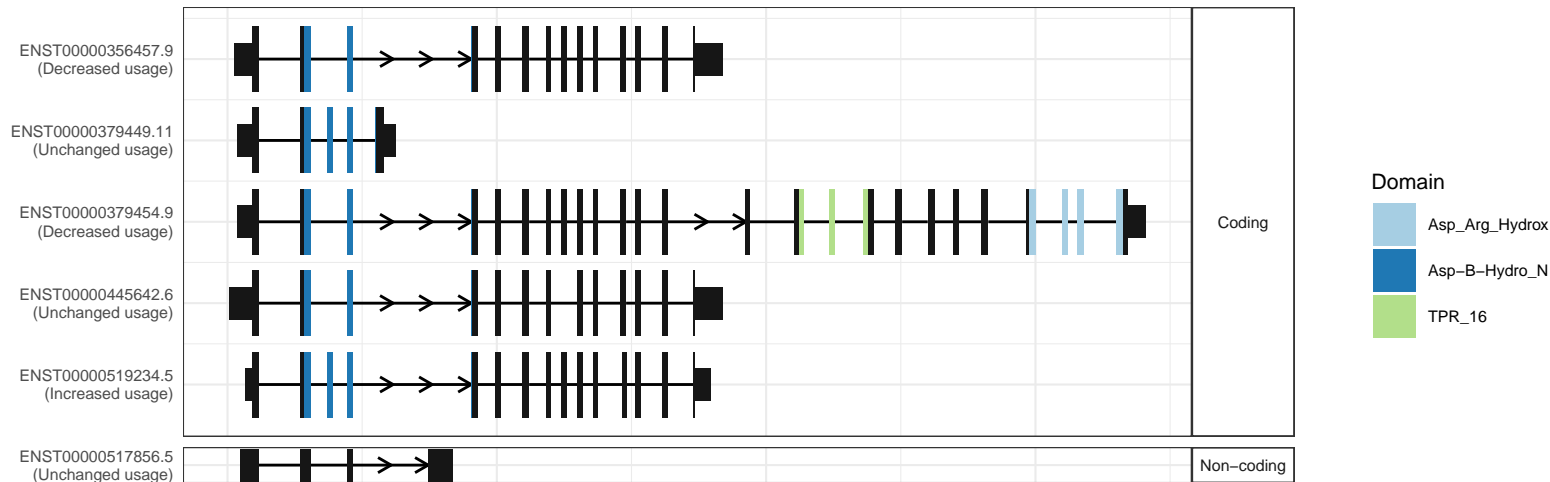 ENST00000356457.9
(Decreased usage)
ENST00000379449.11
(Unchanged usage)
ENST00000379454.9
(Decreased usage)
ENST00000445642.6
(Unchanged usage)
ENST00000519234.5
(Increased usage)
ENST00000517856.5
(Unchanged usage)
Coding
Non−coding
Domain
Asp_Arg_Hydrox
Asp−B−Hydro_N
TPR_16